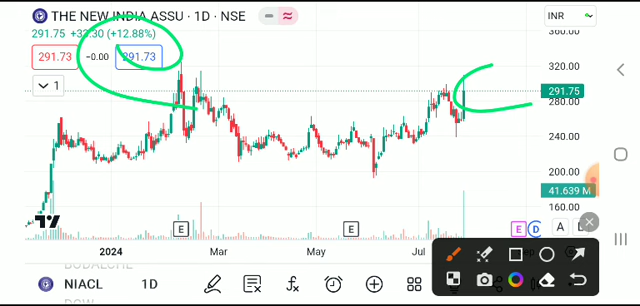 THE NEW INDIA ASSU · 1D · NSE
INR
291.75 +33.30 (+12.88%)
291.73 −0.00 291.73
1
360.00
320.00
291.75
280.00
240.00
200.00
41.639 M
160.00
E E E D A
2024 Mar May Jul
NIACL 1D